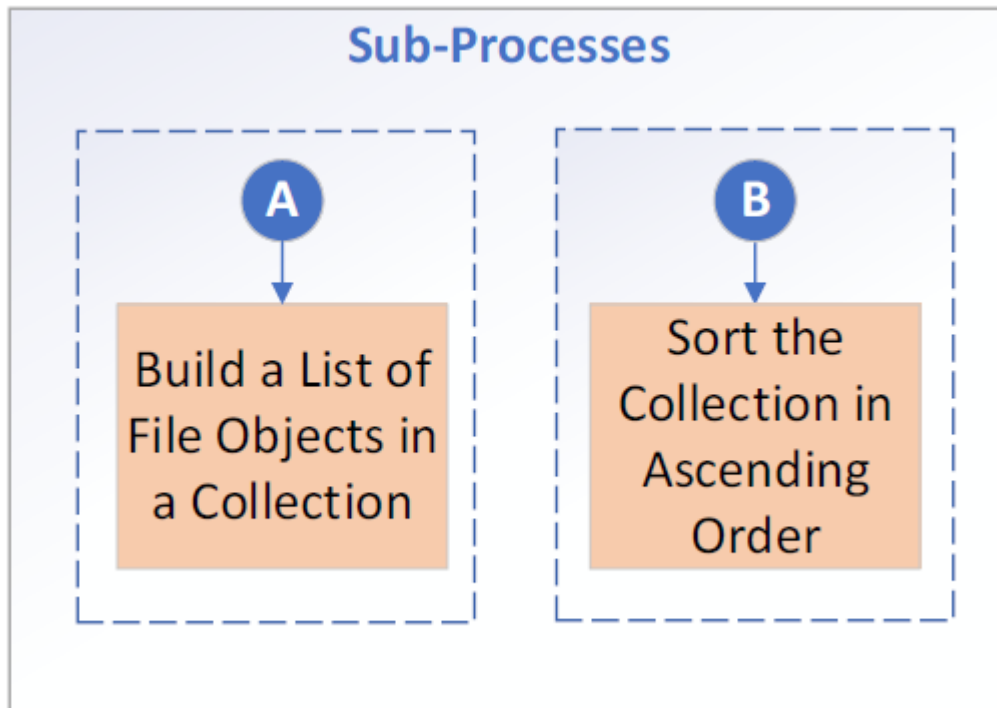 Sub-Processes
A
Build a List of
File Objects in
a Collection
B
Sort the
Collection in
Ascending
Order